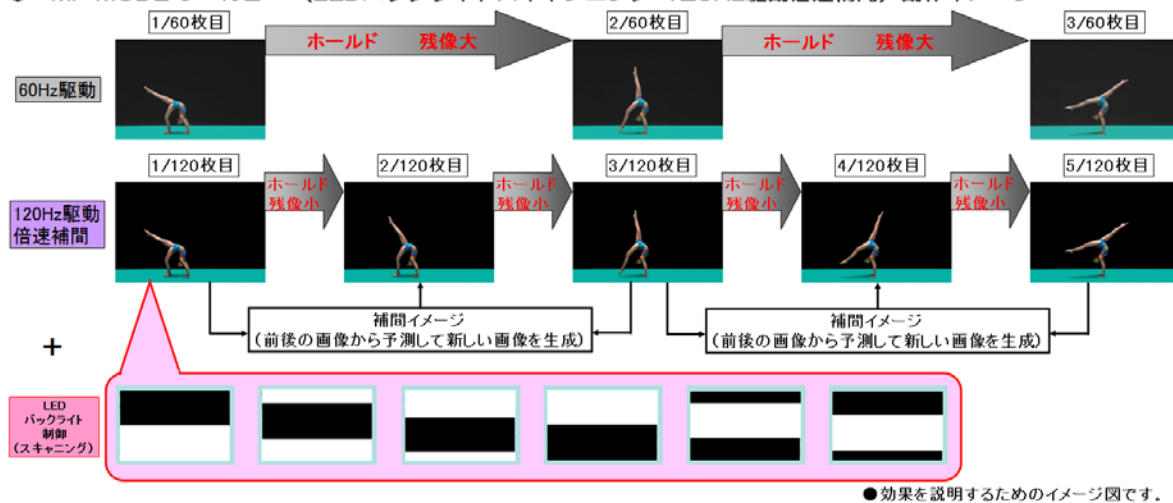 1/60枚目
2/60枚目
3/60枚目
ホールド 残像大
ホールド 残像大
60Hz駆動
1/120枚目
2/120枚目
3/120枚目
4/120枚目
5/120枚目
ホールド
残像小
ホールド
残像小
ホールド
残像小
ホールド
残像小
120Hz駆動
倍速補間
補間イメージ
(前後の画像から予測して新しい画像を生成)
補間イメージ
(前後の画像から予測して新しい画像を生成)
+
LED
バックライト
制御
(スキャニング)
●効果を説明するためのイメージ図です。